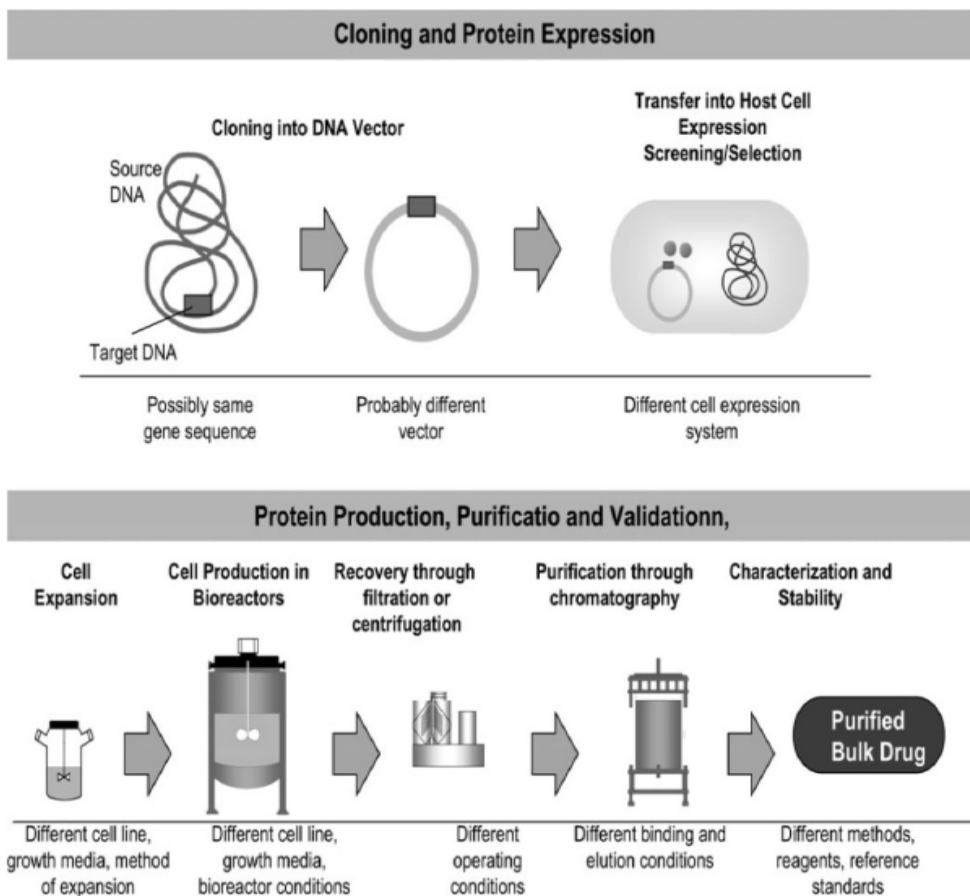 Cloning and Protein Expression
Cloning into DNA Vector
Transfer into Host Cell
Expression
Screening/Selection
Source
DNA
Target DNA
Possibly same
gene sequence
Probably different
vector
Different cell expression
system
Protein Production, Purificatio and Validationn,
Cell
Expansion
Cell Production in
Bioreactors
Recovery through
filtration or
centrifugation
Purification through
chromatography
Characterization and
Stability
Purified
Bulk Drug
Different cell line,
growth media, method
of expansion
Different cell line,
growth media,
bioreactor conditions
Different
operating
conditions
Different binding and
elution conditions
Different methods,
reagents, reference
standards